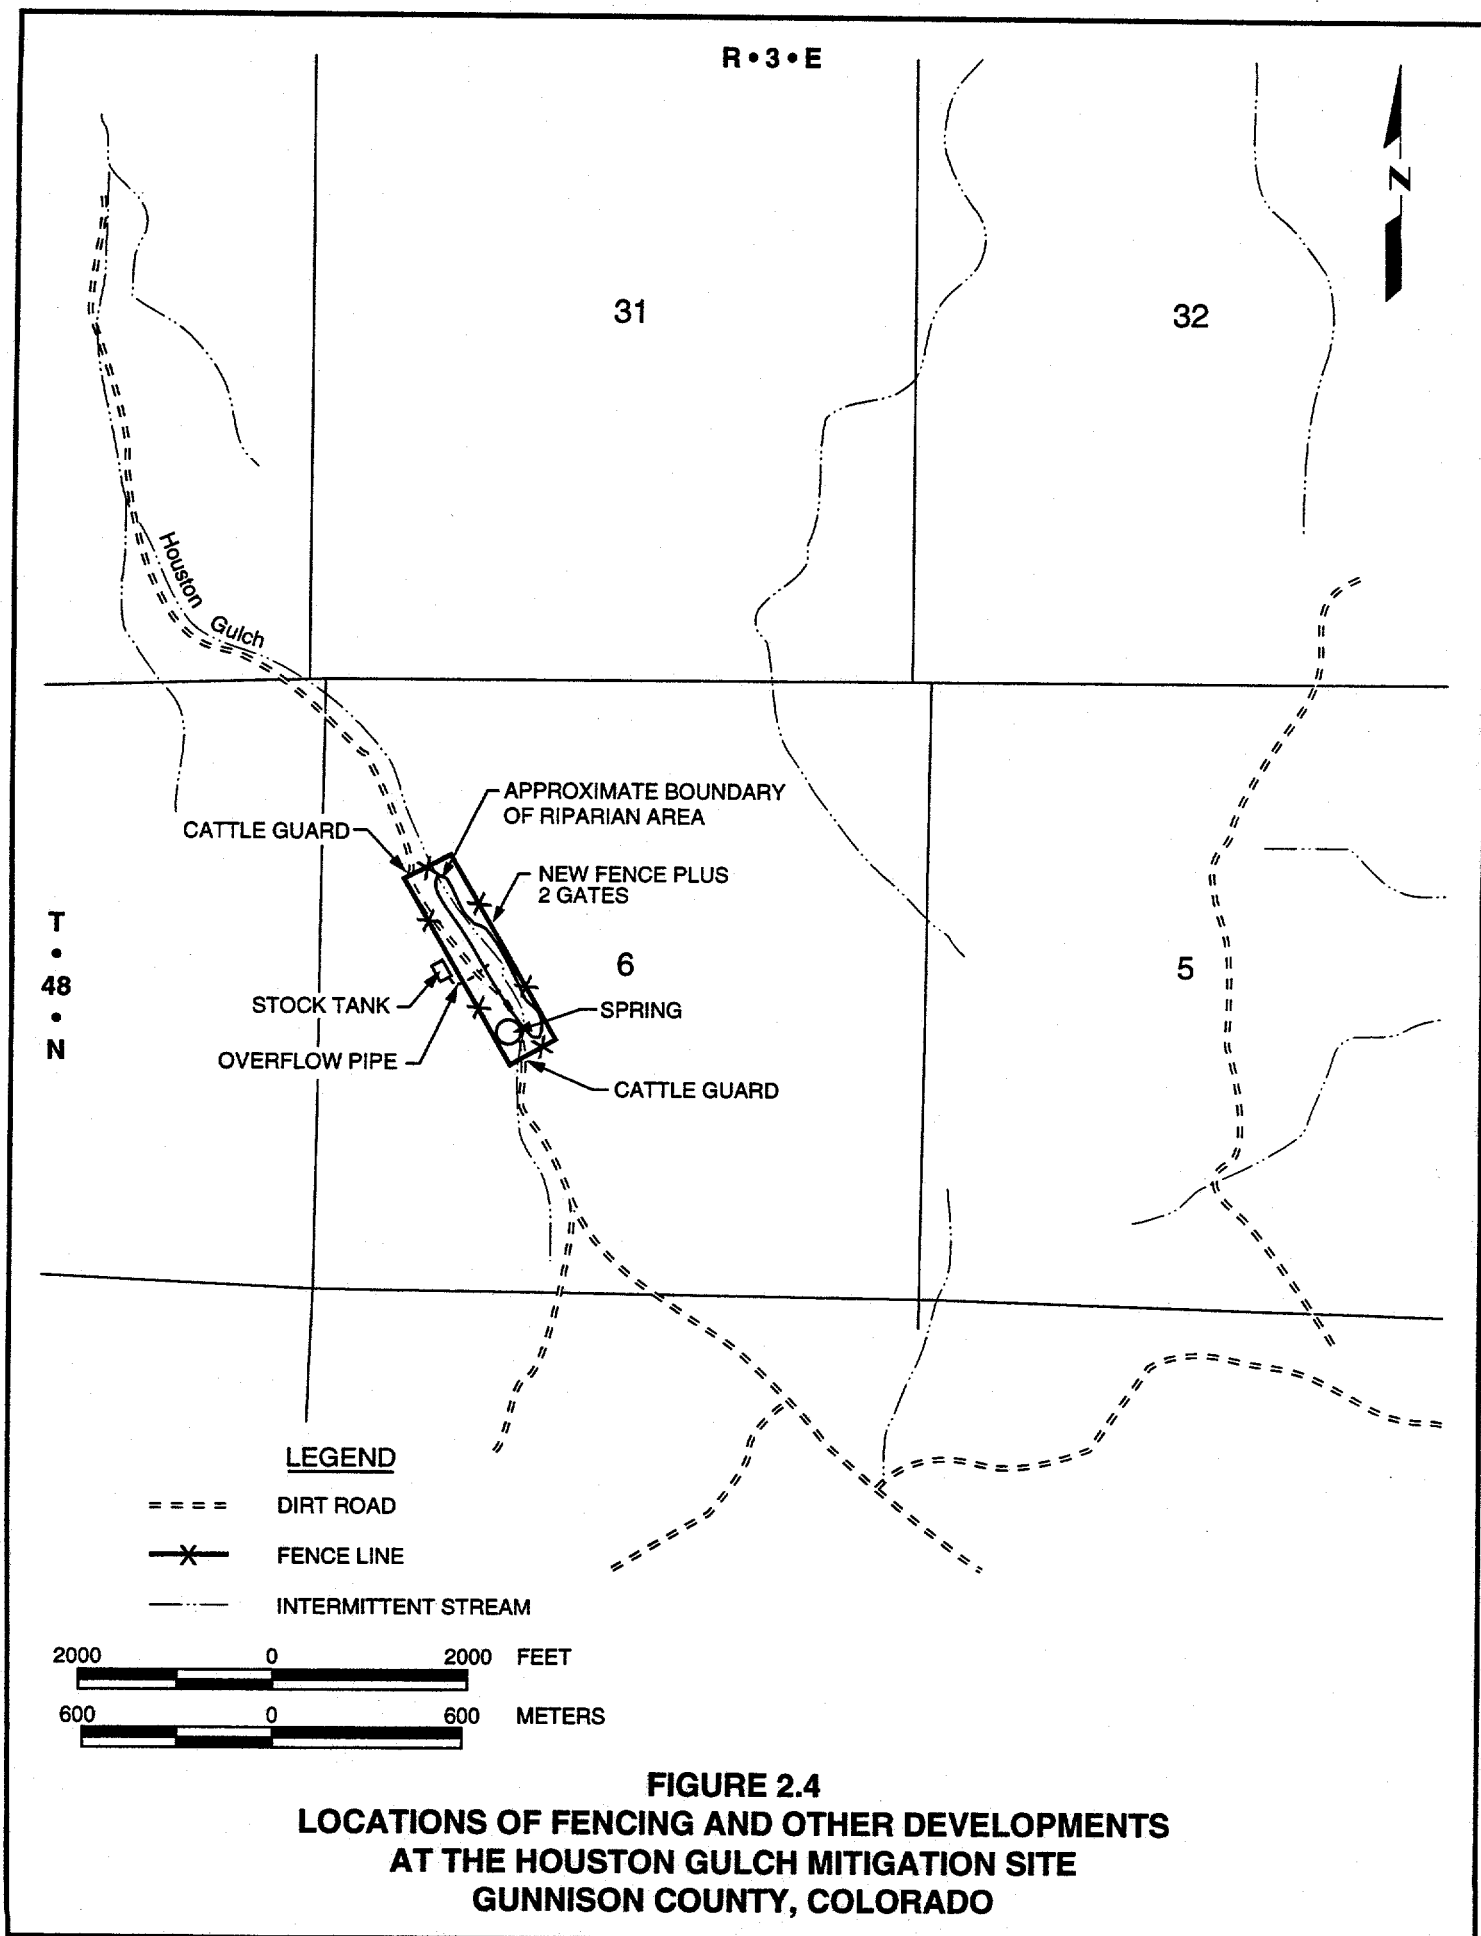 R•3•E
N
31
32
Houston
Gulch
APPROXIMATE BOUNDARY
OF RIPARIAN AREA
CATTLE GUARD
NEW FENCE PLUS
2 GATES
T
•
48
•
N
6
5
STOCK TANK
SPRING
OVERFLOW PIPE
CATTLE GUARD
LEGEND
DIRT ROAD
FENCE LINE
INTERMITTENT STREAM
2000 0 2000 FEET
600 0 600 METERS
FIGURE 2.4
LOCATIONS OF FENCING AND OTHER DEVELOPMENTS
AT THE HOUSTON GULCH MITIGATION SITE
GUNNISON COUNTY, COLORADO